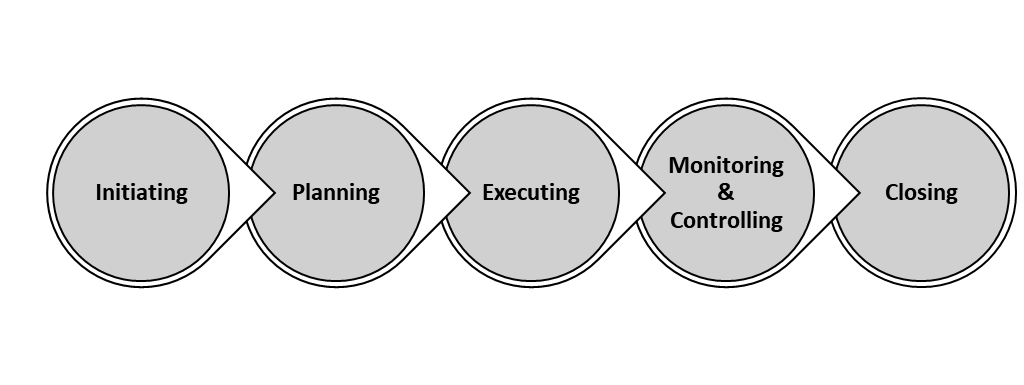 Initiating
Planning
Executing
Monitoring
&
Controlling
Closing